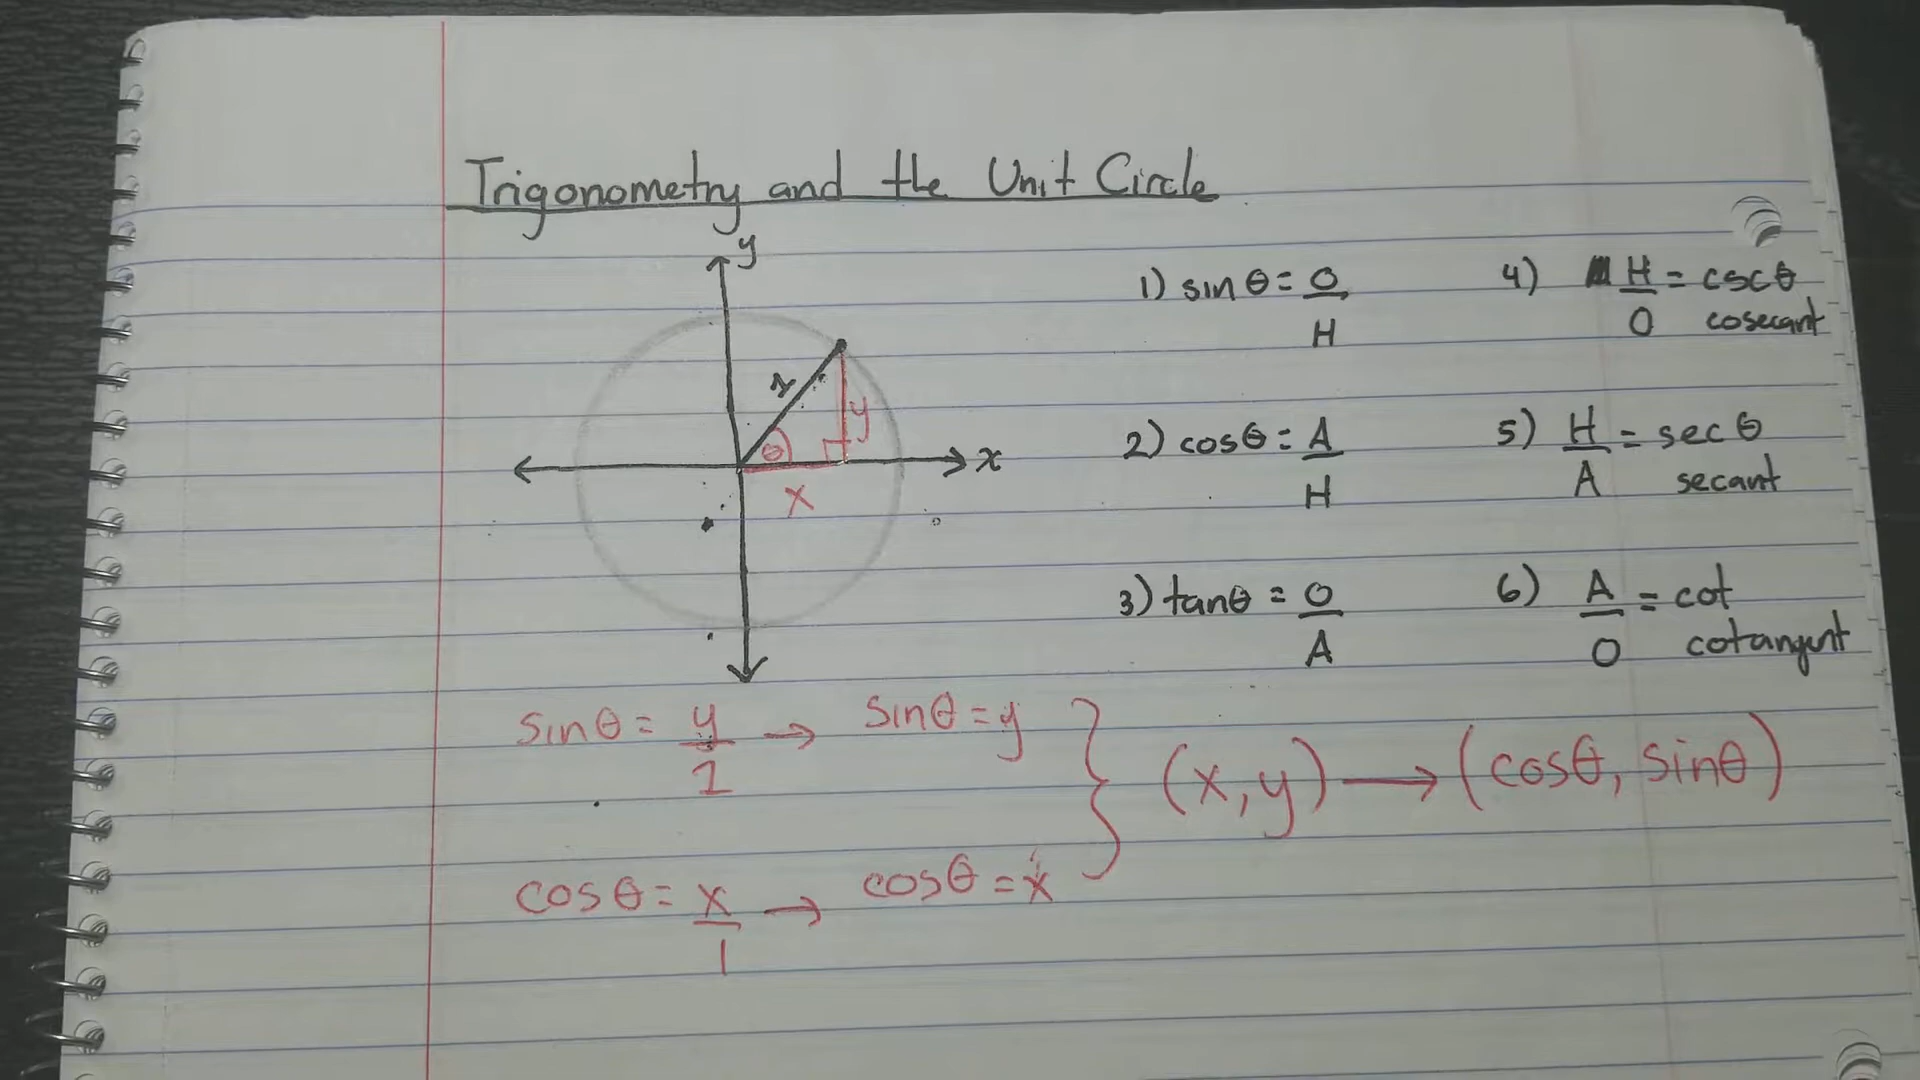 Trigonometry and the Unit Circle
y
1
y
θ
x
x
1) sin θ = O/H
4) H/O = csc θ
cosecant
2) cos θ = A/H
5) H/A = sec θ
secant
3) tan θ = O/A
6) A/O = cot
cotangent
sin θ = y/1 → sin θ = y
cos θ = x/1 → cos θ = x
} (x, y) → (cos θ, sin θ)